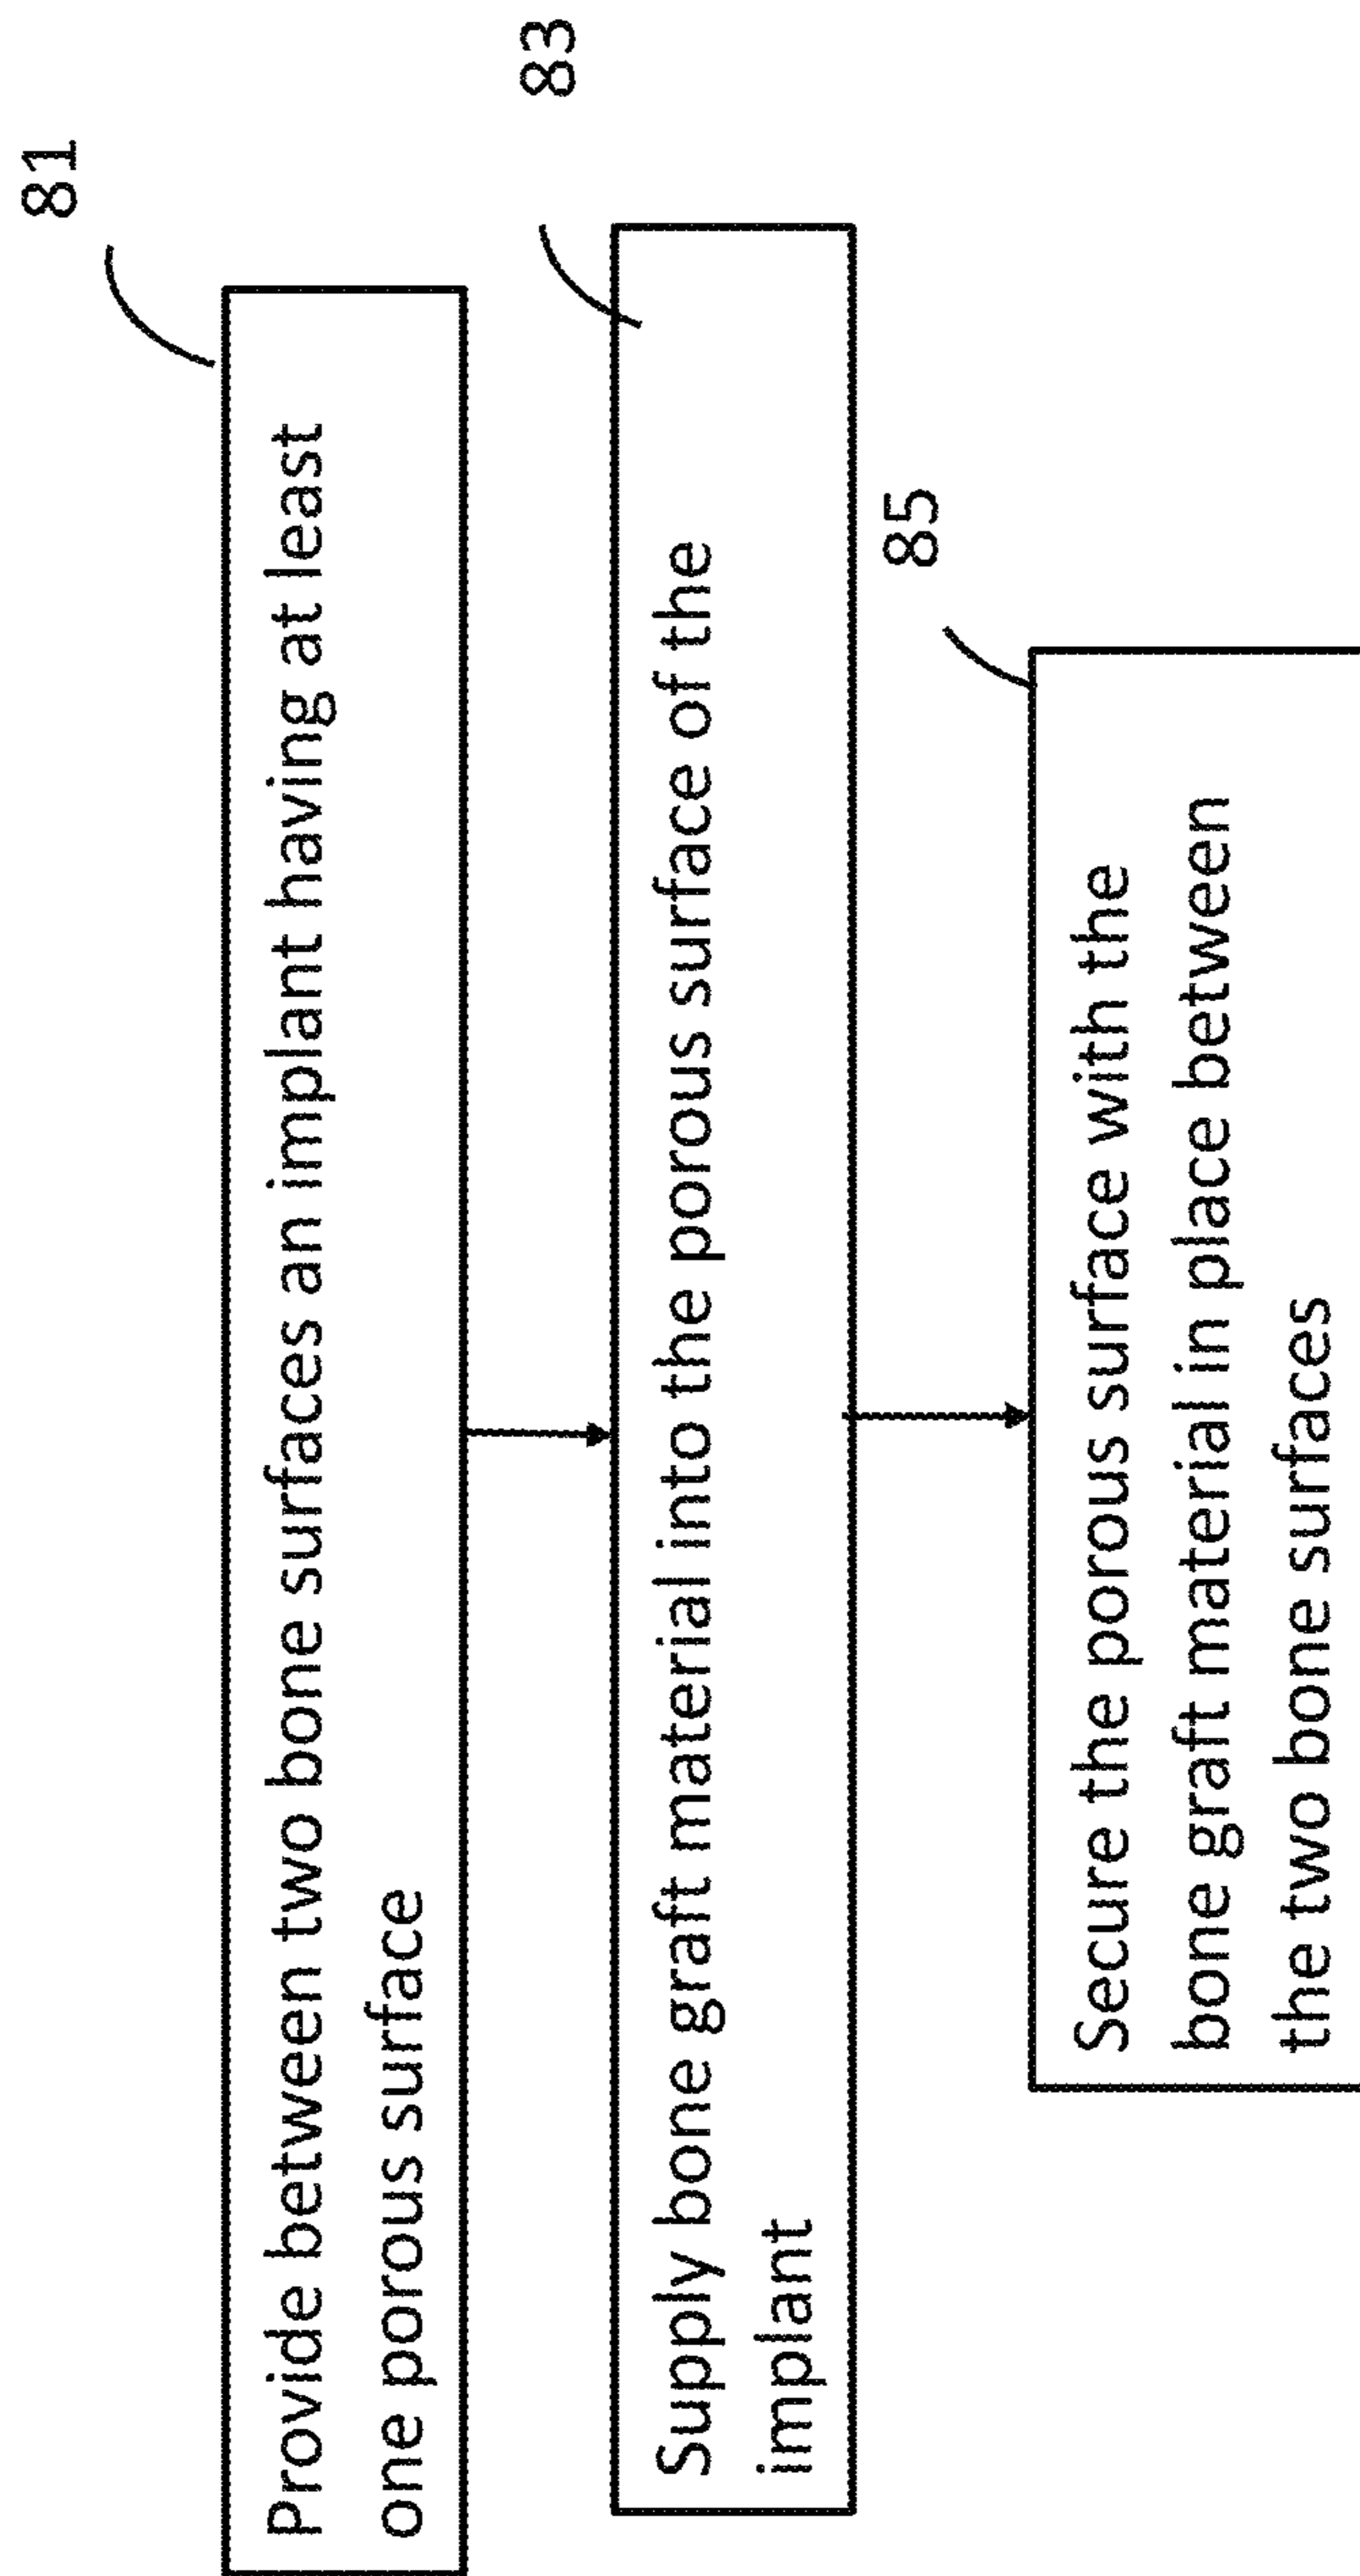 81
Provide between two bone surfaces an implant having at least
one porous surface
83
Supply bone graft material into the porous surface of the
implant
85
Secure the porous surface with the
bone graft material in place between
the two bone surfaces